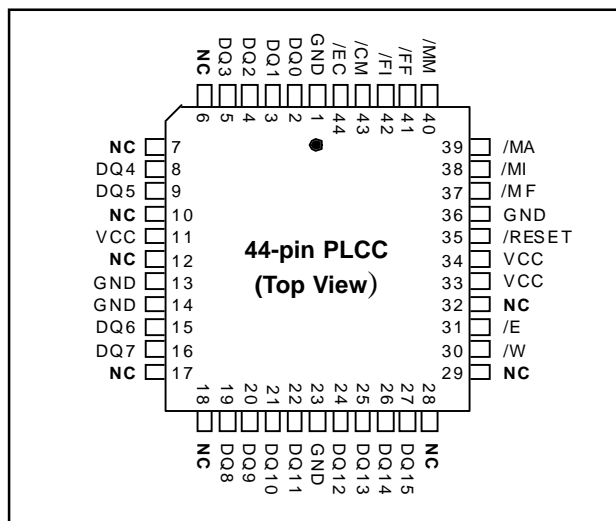 NC DQ3 DQ2 DQ1 DQ0 GND /EC /CM /FI /FF /MM
6 5 4 3 2 1 44 43 42 41 40
NC 7
DQ4 8
DQ5 9
NC 10
VCC 11
NC 12
GND 13
GND 14
DQ6 15
DQ7 16
NC 17
44-pin PLCC
(Top View)
39 /MA
38 /MI
37 /MF
36 GND
35 /RESET
34 VCC
33 VCC
32 NC
31 /E
30 /W
29 NC
18 19 20 21 22 23 24 25 26 27 28
NC DQ8 DQ9 DQ10 DQ11 GND DQ12 DQ13 DQ14 DQ15 NC